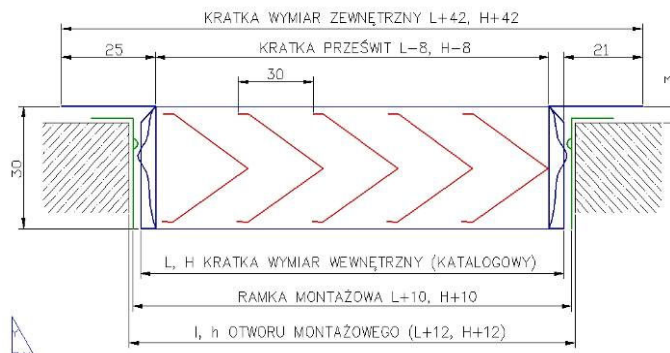 KRATKA WYMIAR ZEWNĘTRZNY L+42, H+42
25
KRATKA PRZEŚWIT L-8, H-8
21
30
30
L, H KRATKA WYMIAR WEWNĘTRZNY (KATALOGOWY)
RAMKA MONTAŻOWA L+10, H+10
l, h OTWORU MONTAŻOWEGO (L+12, H+12)